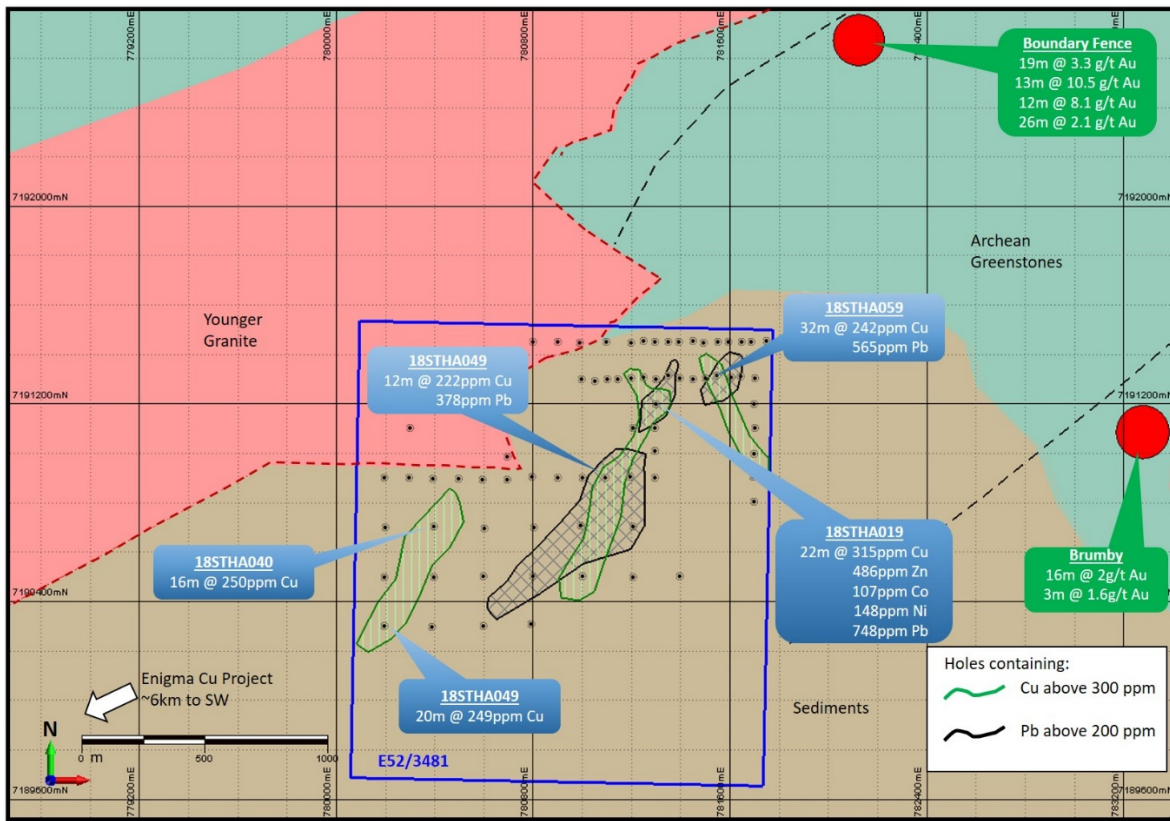 779200mE
780000mE
780800mE
781600mE
782400mE
Boundary Fence
19m @ 3.3 g/t Au
13m @ 10.5 g/t Au
12m @ 8.1 g/t Au
26m @ 2.1 g/t Au
7192000mN
7192000mN
Archean
Greenstones
Younger
Granite
18STHA059
32m @ 242ppm Cu
565ppm Pb
18STHA049
12m @ 222ppm Cu
378ppm Pb
7191200mN
7191200mN
18STHA040
16m @ 250ppm Cu
18STHA019
22m @ 315ppm Cu
486ppm Zn
107ppm Co
148ppm Ni
748ppm Pb
Brumby
16m @ 2g/t Au
3m @ 1.6g/t Au
7190400mN
Enigma Cu Project
~6km to SW
18STHA049
20m @ 249ppm Cu
Sediments
Holes containing:
Cu above 300 ppm
Pb above 200 ppm
N
0 m 500 1000
E52/3481
7189600mN
7189600mN
779200mE
780000mE
780800mE
781600mE
782400mE
783200mE